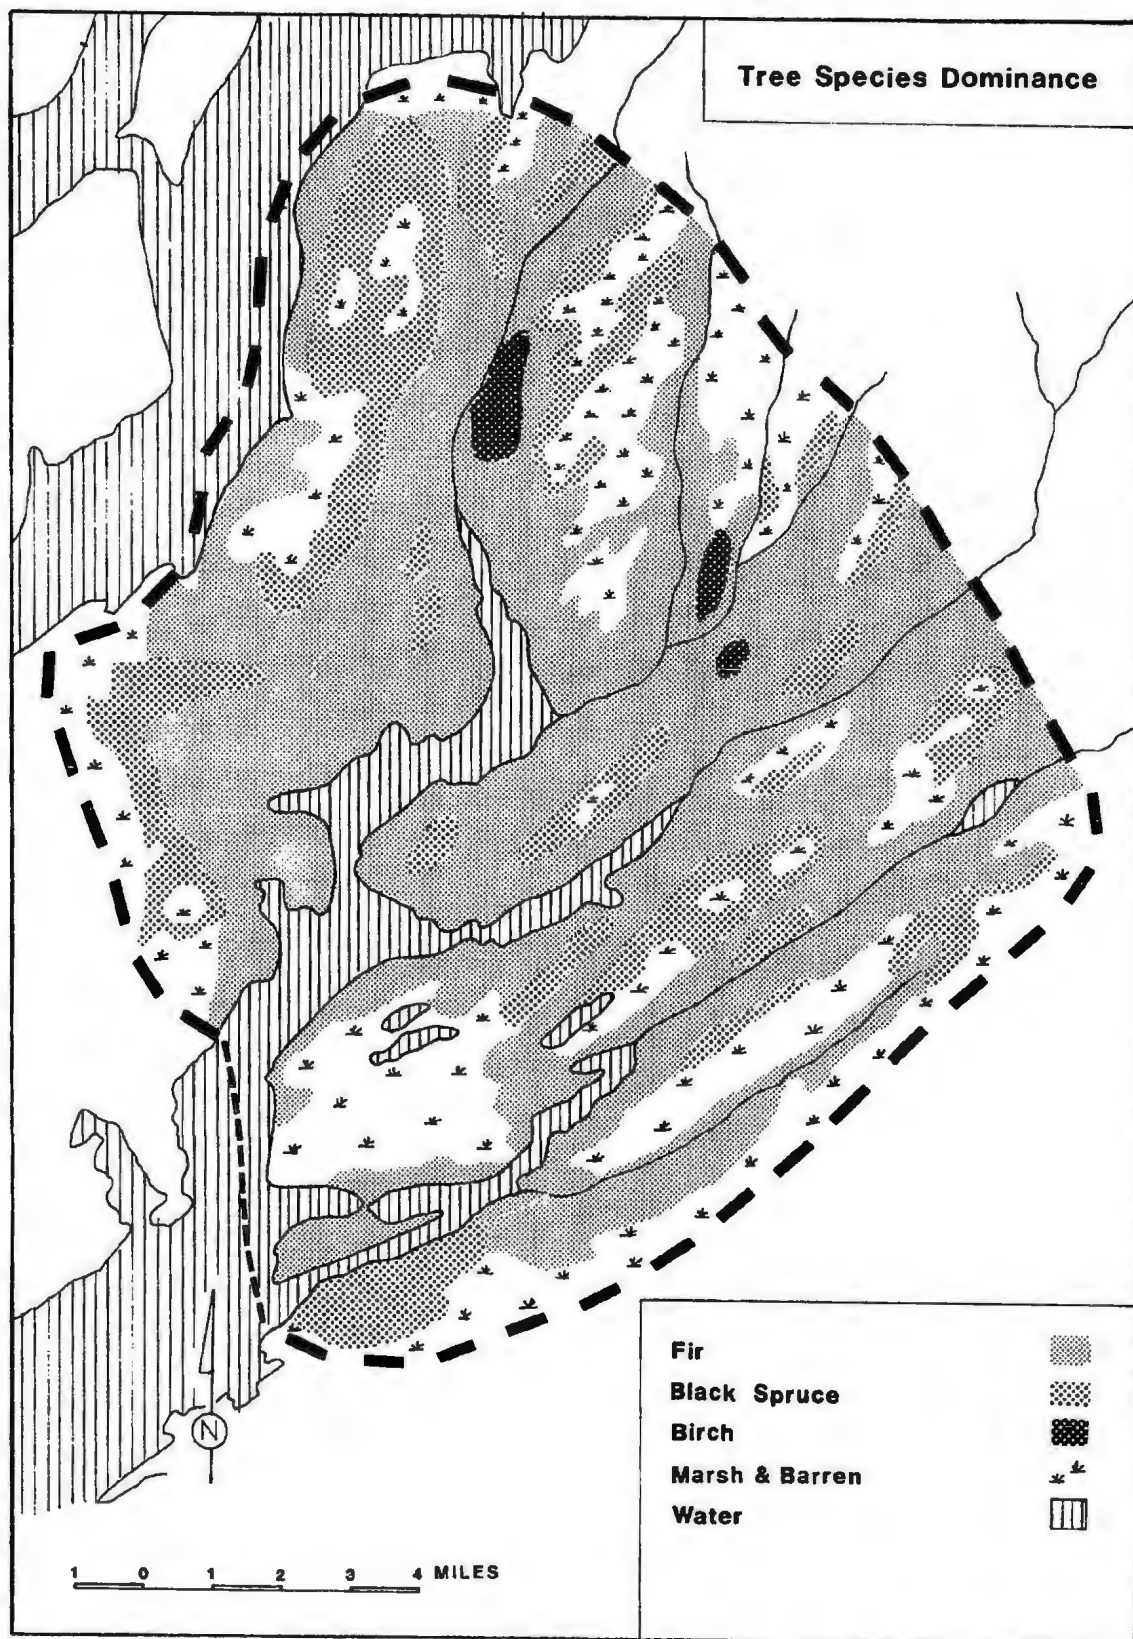 Tree Species Dominance
Fir
Black Spruce
Birch
Marsh & Barren
Water
N
1 0 1 2 3 4 MILES